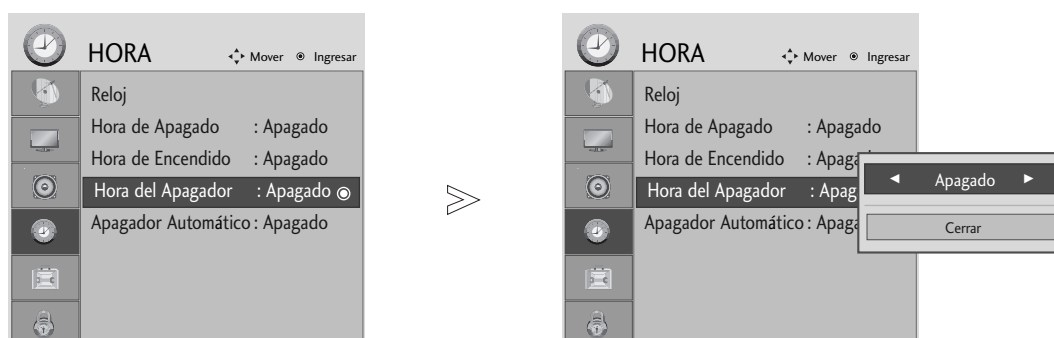 HORA Mover Ingresar
Reloj
Hora de Apagado : Apagado
Hora de Encendido : Apagado
Hora del Apagador : Apagado
Apagador Automático : Apagado
HORA Mover Ingresar
Reloj
Hora de Apagado : Apagado
Hora de Encendido : Apaga
Hora del Apagador : Apag
Apagador Automático : Apaga
◄ Apagado ►
Cerrar